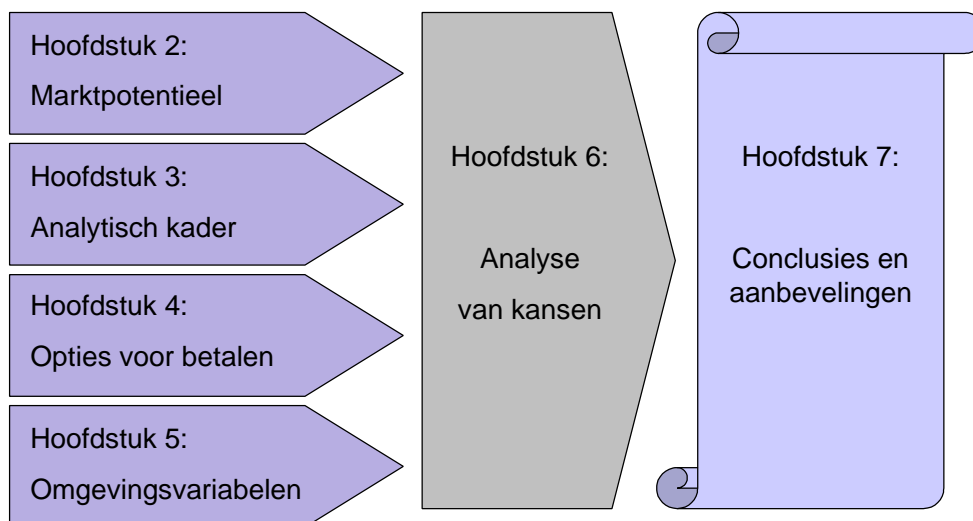 Hoofdstuk 2:
Marktpotentieel
Hoofdstuk 3:
Analytisch kader
Hoofdstuk 4:
Opties voor betalen
Hoofdstuk 5:
Omgevingsvariabelen
Hoofdstuk 6:
Analyse
van kansen
Hoofdstuk 7:
Conclusies en
aanbevelingen